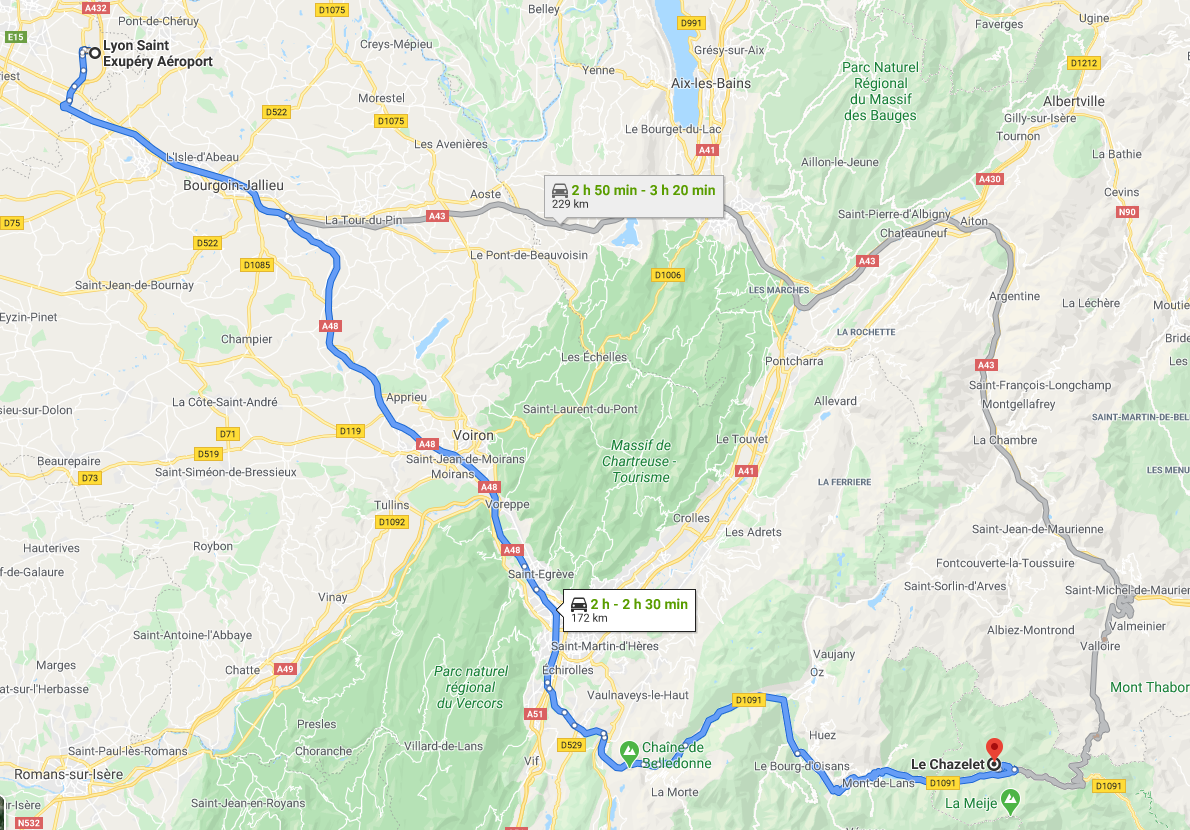 A432
Pont-de-Chéruy
D1075
Belley
D991
Faverges
Ugine
E15
Lyon Saint
Exupéry Aéroport
Creys-Mépieu
Grésy-sur-Aix
D1212
riest
Yenne
Aix-les-Bains
Parc Naturel
Régional
du Massif
des Bauges
Morestel
Albertville
D522
D1075
Le Bourget-du-Lac
Gilly-sur-Isère
Tournon
Les Avenières
A41
La Bathie
L'Isle-d'Abeau
Aillon-le-Jeune
A430
Bourgoin-Jallieu
2 h 50 min - 3 h 20 min
229 km
Aoste
Cevins
D75
La Tour-du-Pin
A43
Saint-Pierre-d'Albigny
Aiton
N90
Chateauneuf
D522
Le Pont-de-Beauvoisin
D1085
D1006
A43
Saint-Jean-de-Bournay
LES MARCHES
Argentine
La Léchère
Moutie
Eyzin-Pinet
A48
Champier
LA ROCHETTE
Bride
Les Échelles
Pontcharra
A43
Les
Saint-François-Longchamp
Apprieu
La Côte-Saint-André
Allevard
Montgellafrey
sieu-sur-Dolon
Saint-Laurent-du-Pont
SAINT-MARTIN-DE-BEL
D71
D119
Voiron
Le Touvet
La Chambre
A48
Massif de
Chartreuse -
Tourisme
D519
Beaurepaire
Saint-Jean-de-Moirans
Saint-Siméon-de-Bressieux
Moirans
A41
LES MENU
D73
A48
LA FERRIERE
Tullins
Voreppe
D1092
Crolles
Les Adrets
Saint-Jean-de-Maurienne
Hauterives
Roybon
A48
Fontcouverte-la-Toussuire
f-de-Galaure
Saint-Egrève
Saint-Sorlin-d'Arves
Saint-Michel-de-Maurien
Vinay
2 h - 2 h 30 min
172 km
Valmeinier
Saint-Antoine-l'Abbaye
Albiez-Montrond
Saint-Martin-d'Hères
Valloire
Marges
Chatte
A49
Échirolles
Vaujany
Oz
Parc naturel
régional
du Vercors
at-sur-l'Herbasse
Vaulnaveys-le-Haut
Mont Thabor
D1091
A51
Presles
Huez
Saint-Paul-lès-Romans
Choranche
Villard-de-Lans
D529
Chaîne de
Belledonne
Vif
Le Chazelet
Romans-sur-Isère
Le Bourg-d'Oisans
Mont-de-Lans
D1091
D1091
La Morte
r-Isère
Saint-Jean-en-Royans
La Meije
N532